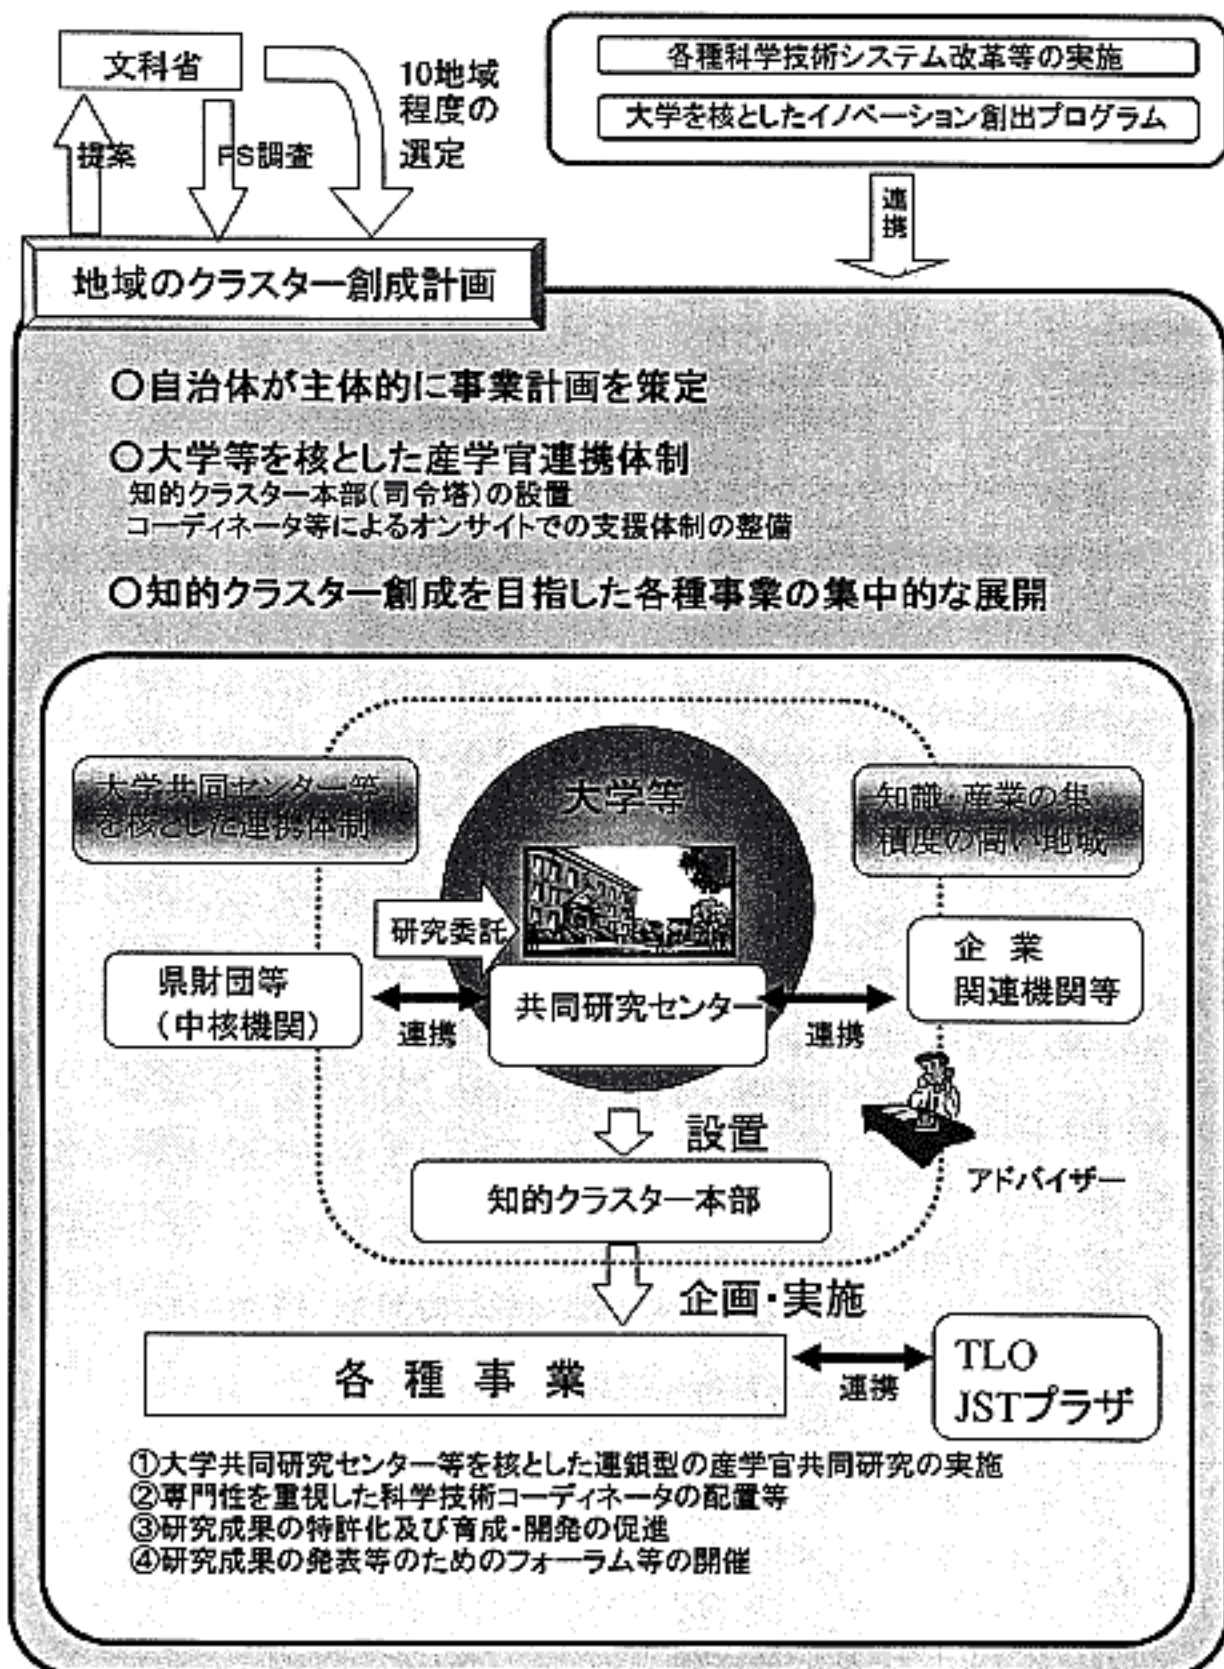 文科省
10地域
程度の
選定
提案
FS調査
各種科学技術システム改革等の実施
大学を核としたイノベーション創出プログラム
連
携
地域のクラスター創成計画
○自治体が主体的に事業計画を策定
○大学等を核とした産学官連携体制
知的クラスター本部(司令塔)の設置
コーディネータ等によるオンサイトでの支援体制の整備
○知的クラスター創成を目指した各種事業の集中的な展開
大学共同センター等
を核とした連携体制
大学等
知識・産業の集
積度の高い地域
研究委託
県財団等
(中核機関)
連携
共同研究センター
連携
企 業
関連機関等
設置
アドバイザー
知的クラスター本部
企画・実施
各 種 事 業
連携
TLO
JSTプラザ
①大学共同研究センター等を核とした連鎖型の産学官共同研究の実施
②専門性を重視した科学技術コーディネータの配置等
③研究成果の特許化及び育成・開発の促進
④研究成果の発表等のためのフォーラム等の開催